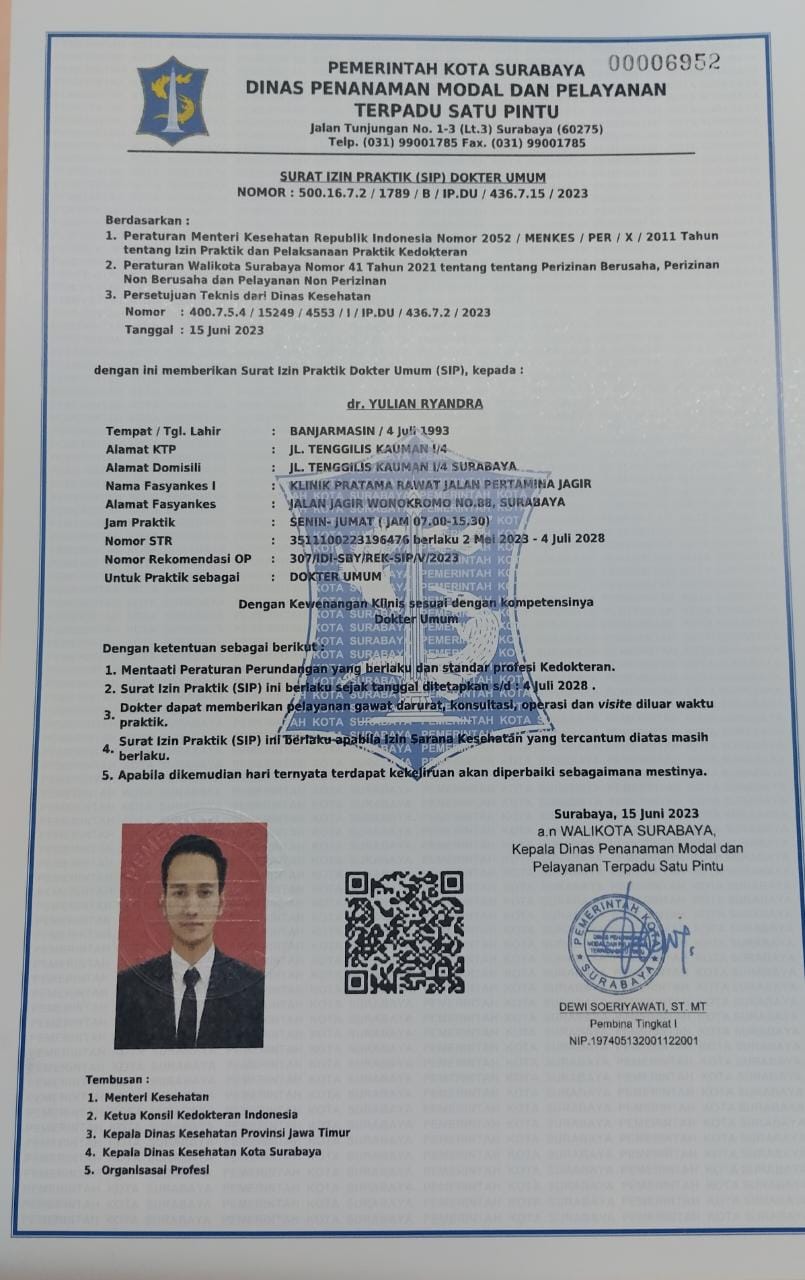 PEMERINTAH KOTA SURABAYA
00006952
DINAS PENANAMAN MODAL DAN PELAYANAN
TERPADU SATU PINTU
Jalan Tunjungan No. 1-3 (Lt.3) Surabaya (60275)
Telp. (031) 99001785 Fax. (031) 99001785
SURAT IZIN PRAKTIK (SIP) DOKTER UMUM
NOMOR : 500.16.7.2 / 1789 / B / IP.DU / 436.7.15 / 2023
Berdasarkan :
1. Peraturan Menteri Kesehatan Republik Indonesia Nomor 2052 / MENKES / PER / X / 2011 Tahun
tentang Izin Praktik dan Pelaksanaan Praktik Kedokteran
2. Peraturan Walikota Surabaya Nomor 41 Tahun 2021 tentang tentang Perizinan Berusaha, Perizinan
Non Berusaha dan Pelayanan Non Perizinan
3. Persetujuan Teknis dari Dinas Kesehatan
Nomor : 400.7.5.4 / 15249 / 4553 / I / IP.DU / 436.7.2 / 2023
Tanggal : 15 Juni 2023
dengan ini memberikan Surat Izin Praktik Dokter Umum (SIP), kepada :
dr. YULIAN RYANDRA
Tempat / Tgl. Lahir : BANJARMASIN / 4 Juli 1993
Alamat KTP : JL. TENGGILIS KAUMAN I/4
Alamat Domisili : JL. TENGGILIS KAUMAN I/4 SURABAYA
Nama Fasyankes I : KLINIK PRATAMA RAWAT JALAN PERTAMINA JAGIR
Alamat Fasyankes : JALAN JAGIR WONOKROMO NO.88, SURABAYA
Jam Praktik : SENIN- JUMAT ( JAM 07.00-15.30)
Nomor STR : 3511100223196476 berlaku 2 Mei 2023 - 4 Juli 2028
Nomor Rekomendasi OP : 307/IDI-SBY/REK-SIP/V/2023
Untuk Praktik sebagai : DOKTER UMUM
Dengan Kewenangan Klinis sesuai dengan kompetensinya
Dokter Umum
Dengan ketentuan sebagai berikut :
1. Mentaati Peraturan Perundangan yang berlaku dan standar profesi Kedokteran.
2. Surat Izin Praktik (SIP) ini berlaku sejak tanggal ditetapkan s/d : 4 Juli 2028 .
3. Dokter dapat memberikan pelayanan gawat darurat, konsultasi, operasi dan visite diluar waktu
praktik.
4. Surat Izin Praktik (SIP) ini berlaku apabila Izin Sarana Kesehatan yang tercantum diatas masih
berlaku.
5. Apabila dikemudian hari ternyata terdapat kekeliruan akan diperbaiki sebagaimana mestinya.
Surabaya, 15 Juni 2023
a.n WALIKOTA SURABAYA,
Kepala Dinas Penanaman Modal dan
Pelayanan Terpadu Satu Pintu
PEMERINTAH KOTA
SURABAYA
DEWI SOERIYAWATI, ST. MT
Pembina Tingkat I
NIP.197405132001122001
Tembusan :
1. Menteri Kesehatan
2. Ketua Konsil Kedokteran Indonesia
3. Kepala Dinas Kesehatan Provinsi Jawa Timur
4. Kepala Dinas Kesehatan Kota Surabaya
5. Organisasai Profesi